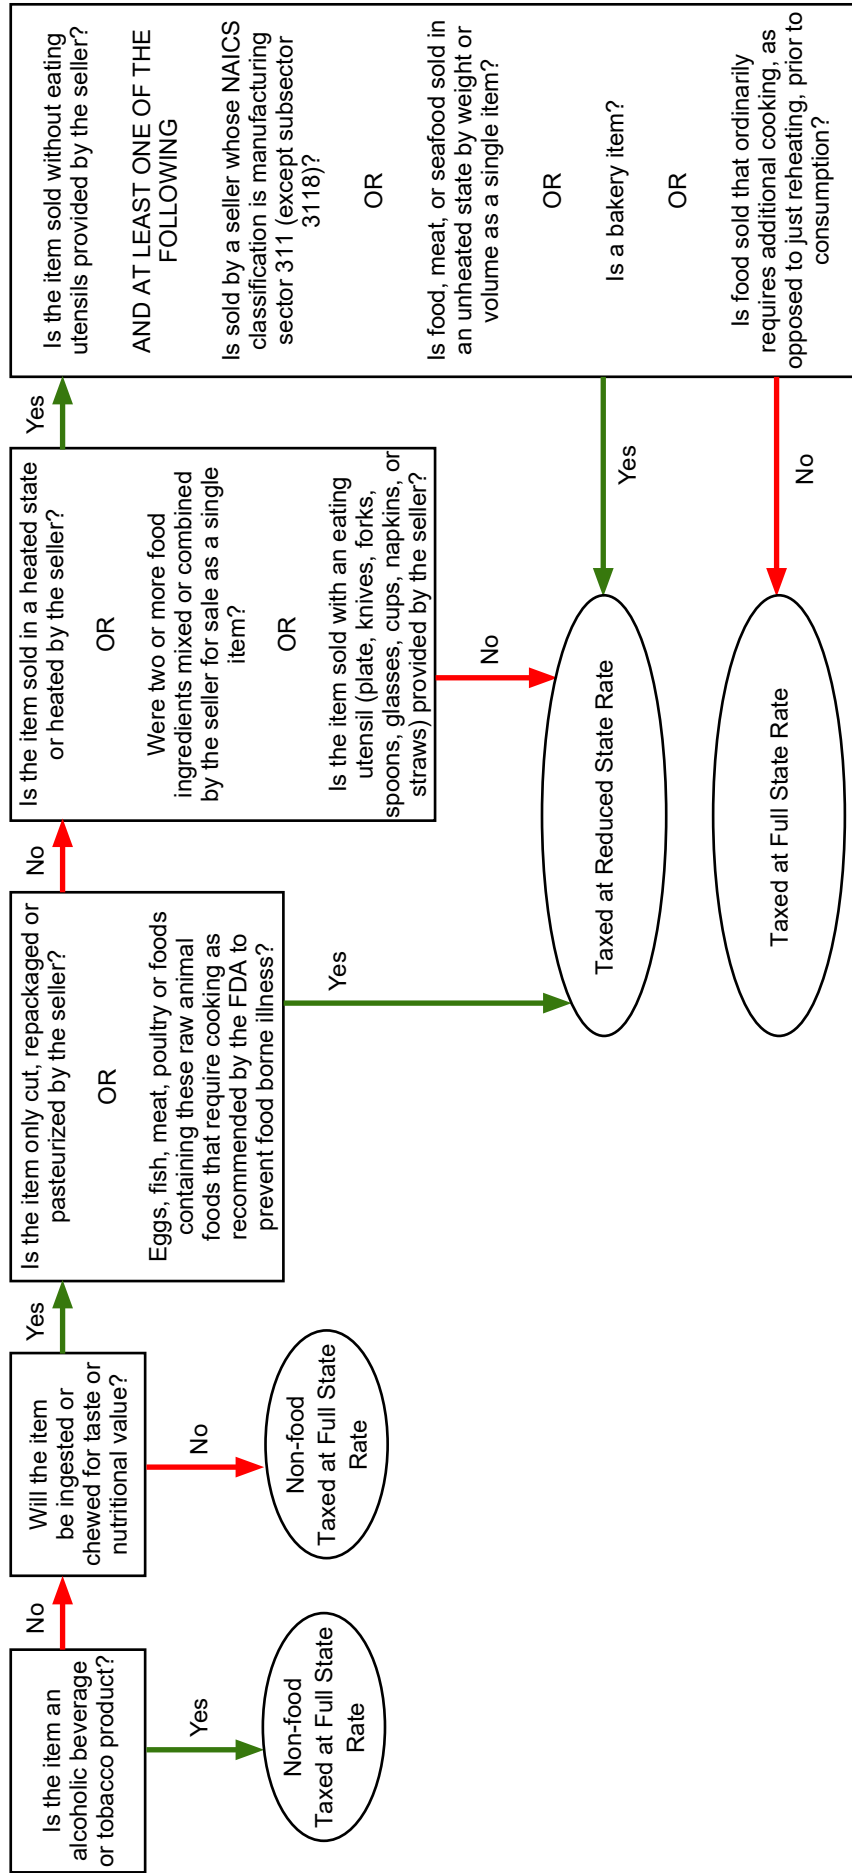 Is the item an
alcoholic beverage
or tobacco product?
Yes
Non-food
Taxed at Full State
Rate
No
Will the item
be ingested or
chewed for taste or
nutritional value?
No
Non-food
Taxed at Full State
Rate
Yes
Is the item only cut, repackaged or
pasteurized by the seller?
OR
Eggs, fish, meat, poultry or foods
containing these raw animal
foods that require cooking as
recommended by the FDA to
prevent food borne illness?
Yes
No
Is the item sold in a heated state
or heated by the seller?
OR
Were two or more food
ingredients mixed or combined
by the seller for sale as a single
item?
OR
Is the item sold with an eating
utensil (plate, knives, forks,
spoons, glasses, cups, napkins, or
straws) provided by the seller?
No
Yes
Is the item sold without eating
utensils provided by the seller?
AND AT LEAST ONE OF THE
FOLLOWING
Is sold by a seller whose NAICS
classification is manufacturing
sector 311 (except subsector
3118)?
OR
Is food, meat, or seafood sold in
an unheated state by weight or
volume as a single item?
OR
Is a bakery item?
OR
Is food sold that ordinarily
requires additional cooking, as
opposed to just reheating, prior to
consumption?
Yes
Taxed at Reduced State Rate
No
Taxed at Full State Rate